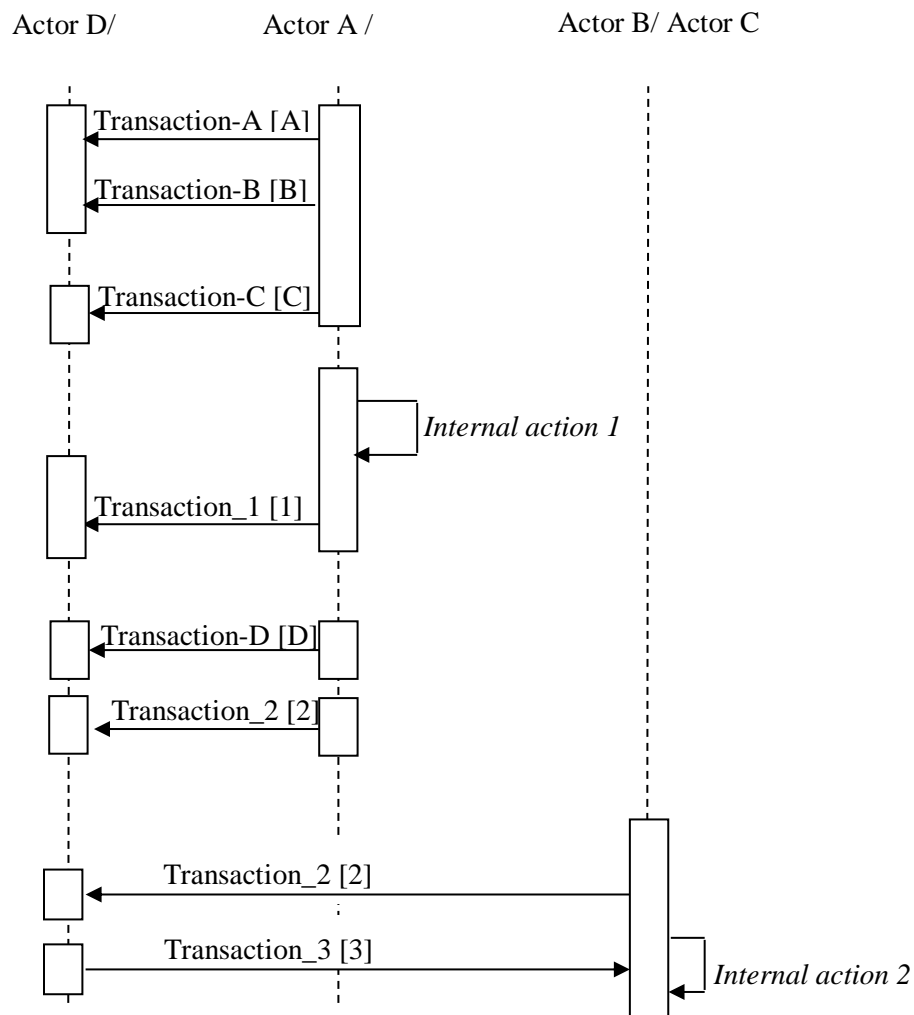 Actor D/ Actor A / Actor B/ Actor C
Transaction-A [A]
Transaction-B [B]
Transaction-C [C]
Internal action 1
Transaction_1 [1]
Transaction-D [D]
Transaction_2 [2]
Transaction_2 [2]
Transaction_3 [3]
Internal action 2